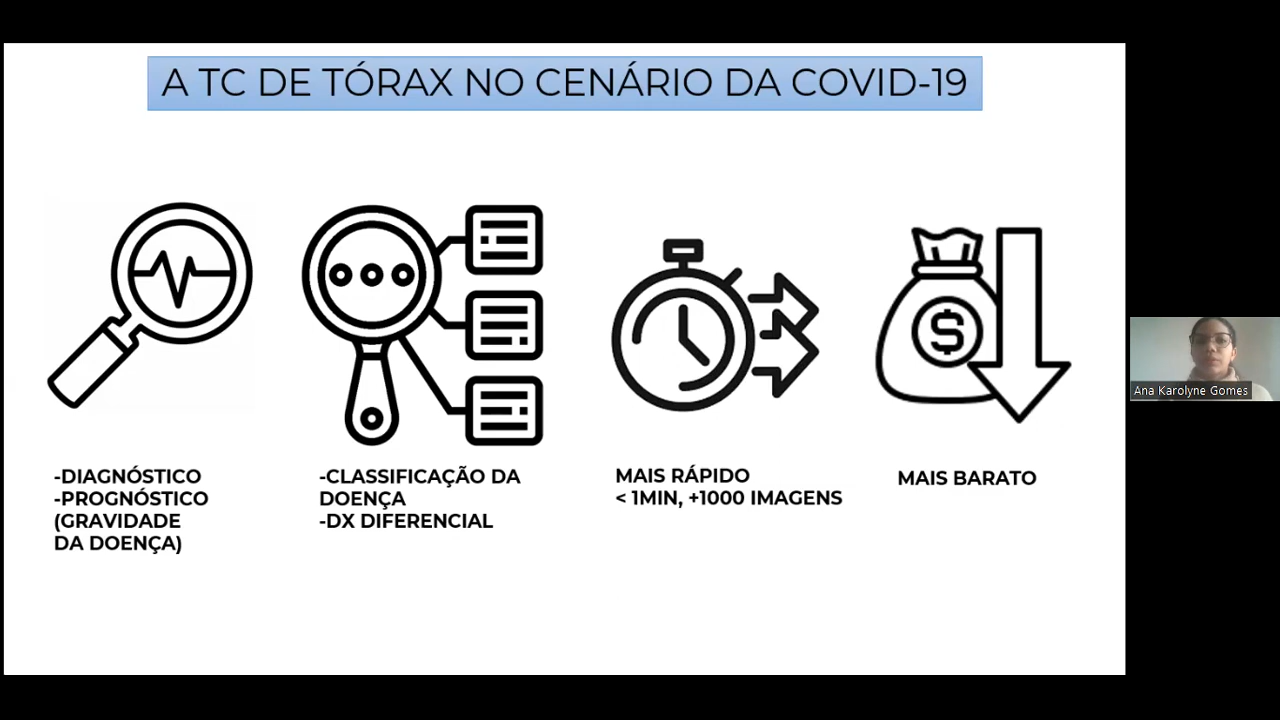 A TC DE TÓRAX NO CENÁRIO DA COVID-19
-DIAGNÓSTICO
-PROGNÓSTICO
(GRAVIDADE
DA DOENÇA)
-CLASSIFICAÇÃO DA
DOENÇA
-DX DIFERENCIAL
MAIS RÁPIDO
< 1MIN, +1000 IMAGENS
$
MAIS BARATO
Ana Karolyne Gomes